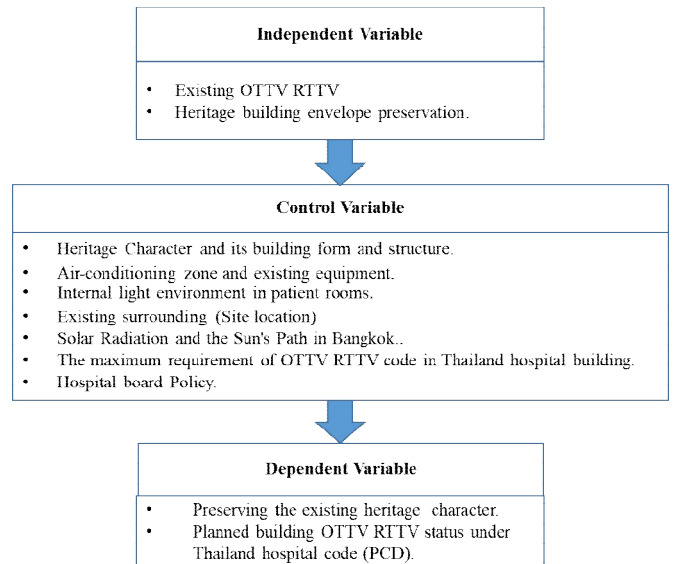 Independent Variable
• Existing OTTV RTTV
• Heritage building envelope preservation.
Control Variable
• Heritage Character and its building form and structure.
• Air-conditioning zone and existing equipment.
• Internal light environment in patient rooms.
• Existing surrounding (Site location)
• Solar Radiation and the Sun's Path in Bangkok..
• The maximum requirement of OTTV RTTV code in Thailand hospital building.
• Hospital board Policy.
Dependent Variable
• Preserving the existing heritage character.
• Planned building OTTV RTTV status under
Thailand hospital code (PCD).